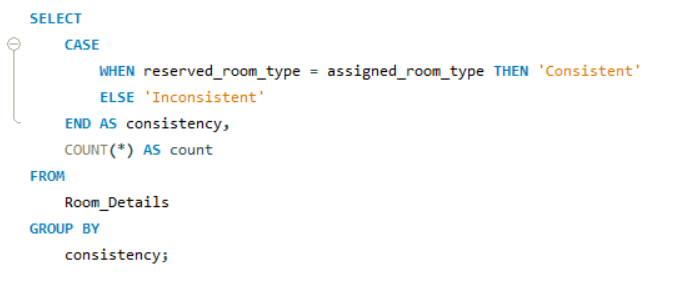 SELECT
CASE
WHEN reserved_room_type = assigned_room_type THEN 'Consistent'
ELSE 'Inconsistent'
END AS consistency,
COUNT(*) AS count
FROM
Room_Details
GROUP BY
consistency;